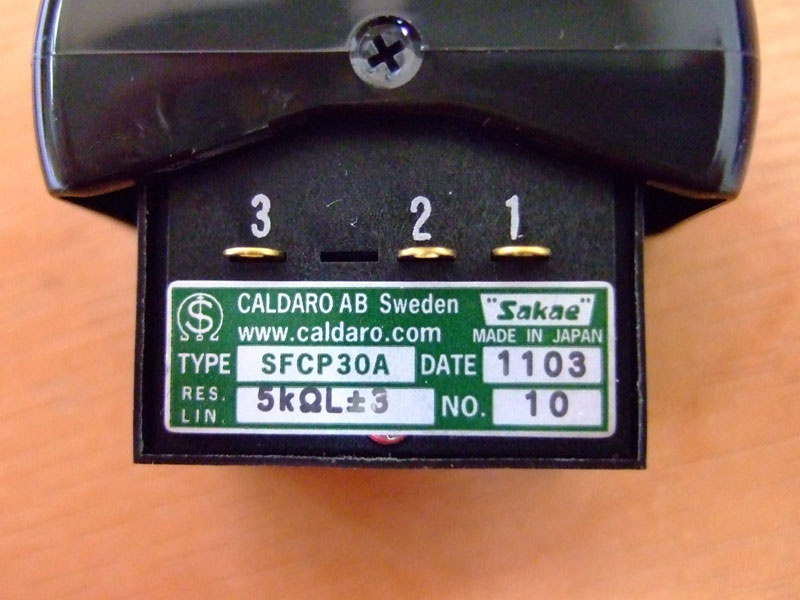 3 2 1
CALDARO AB Sweden "Sakae"
www.caldaro.com MADE IN JAPAN
TYPE SFCP30A DATE 1103
RES. LIN. 5kΩL±3 NO. 10